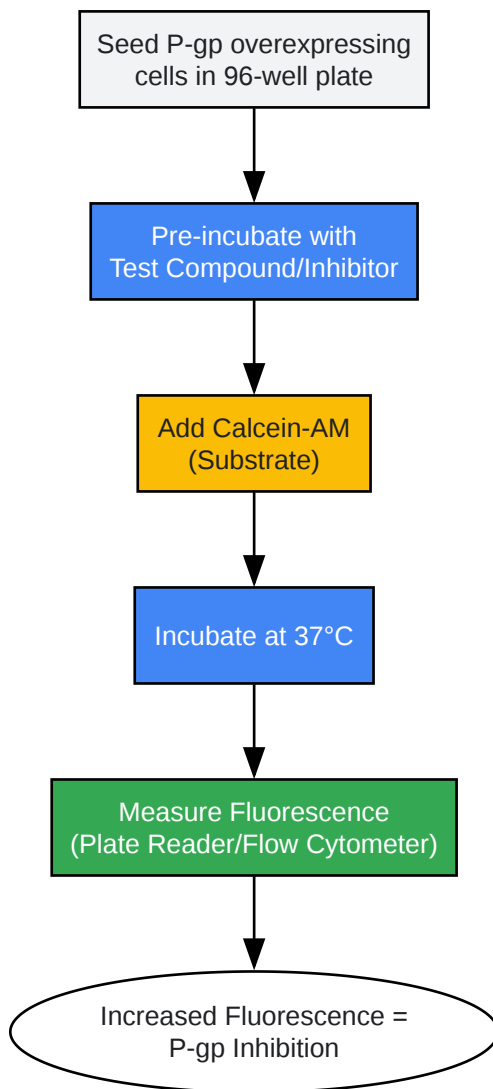 Seed P-gp overexpressing
cells in 96-well plate
Pre-incubate with
Test Compound/Inhibitor
Add Calcein-AM
(Substrate)
Incubate at 37°C
Measure Fluorescence
(Plate Reader/Flow Cytometer)
Increased Fluorescence =
P-gp Inhibition